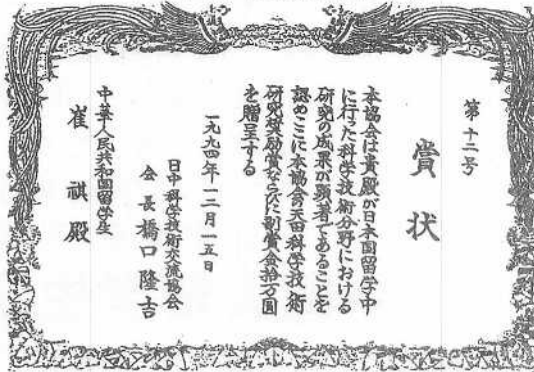 第十二号
賞状
本協会は貴殿が日本国留学中
に行った科学技術分野における
研究の成果が顕著であることを
認めここに本協会天田科学技術
研究奨励賞ならびに副賞金拾万圓
を贈呈する
一九九四年一二月一五日
日中科学技術交流協会
会長橋口隆吉
中華人民共和国留学生
崔祺殿